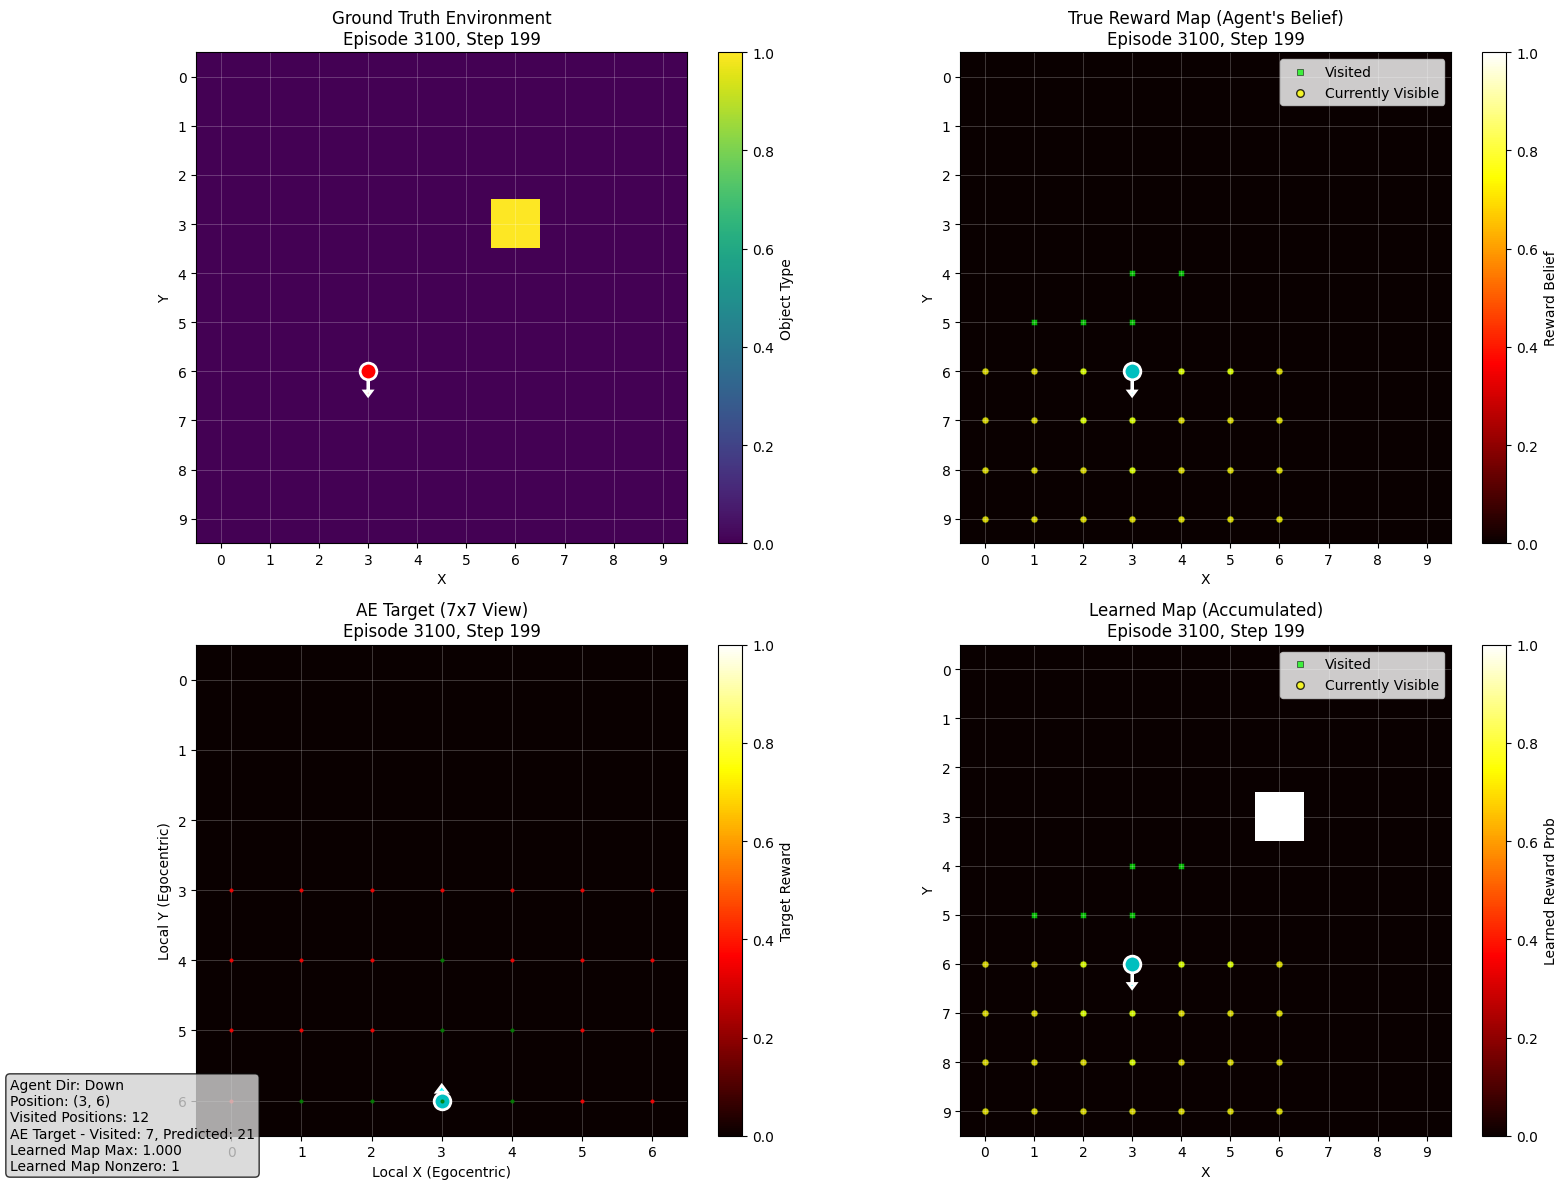 Ground Truth Environment
Episode 3100, Step 199
0
1
2
3
4
5
6
7
8
9
Y
0 1 2 3 4 5 6 7 8 9
X
1.0
0.8
0.6
0.4
0.2
0.0
Object Type
True Reward Map (Agent's Belief)
Episode 3100, Step 199
Visited
Currently Visible
0
1
2
3
4
5
6
7
8
9
Y
0 1 2 3 4 5 6 7 8 9
X
1.0
0.8
0.6
0.4
0.2
0.0
Reward Belief
AE Target (7x7 View)
Episode 3100, Step 199
0
1
2
3
4
5
6
Local Y (Egocentric)
0 1 2 3 4 5 6
Local X (Egocentric)
1.0
0.8
0.6
0.4
0.2
0.0
Target Reward
Learned Map (Accumulated)
Episode 3100, Step 199
Visited
Currently Visible
0
1
2
3
4
5
6
7
8
9
Y
0 1 2 3 4 5 6 7 8 9
X
1.0
0.8
0.6
0.4
0.2
0.0
Learned Reward Prob
Agent Dir: Down
Position: (3, 6)
Visited Positions: 12
AE Target - Visited: 7, Predicted: 21
Learned Map Max: 1.000
Learned Map Nonzero: 1